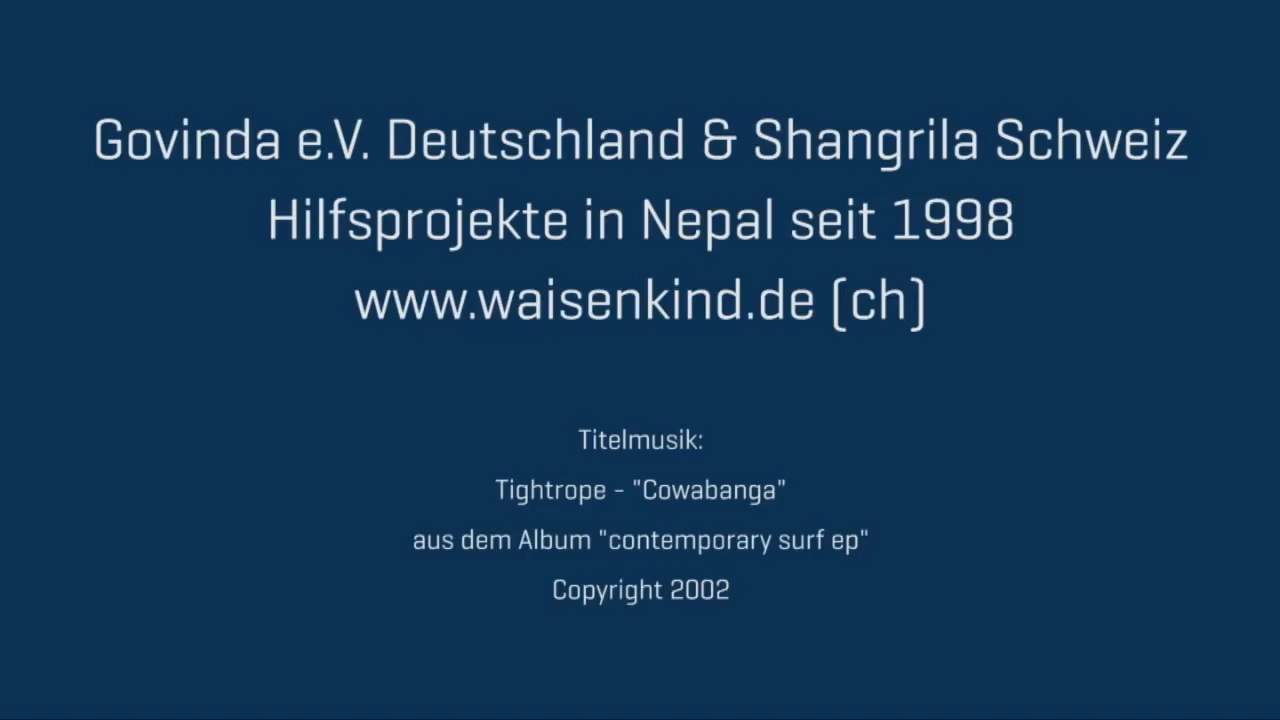 Govinda e.V. Deutschland & Shangrila Schweiz
Hilfsprojekte in Nepal seit 1998
www.waisenkind.de (ch)
Titelmusik:
Tightrope - "Cowabanga"
aus dem Album "contemporary surf ep"
Copyright 2002